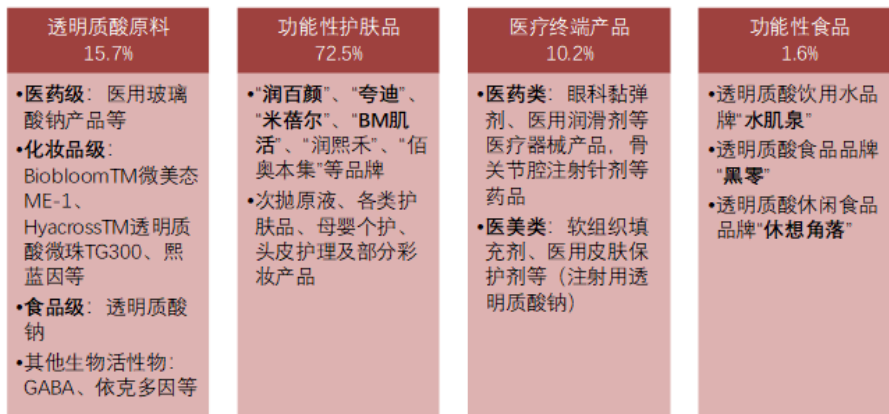 透明质酸原料
15.7%
•医药级：医用玻璃
酸钠产品等
•化妆品级：
BiobloomTM微美态
ME-1、
HyacrossTM透明质
酸微珠TG300、熙
蓝因等
•食品级：透明质酸
钠
•其他生物活性物：
GABA、依克多因等
功能性护肤品
72.5%
•“润百颜”、“夸迪”、
“米蓓尔”、“BM肌
活”、“润熙禾”、“佰
奥本集”等品牌
•次抛原液、各类护
肤品、母婴个护、
头皮护理及部分彩
妆产品
医疗终端产品
10.2%
•医药类：眼科黏弹
剂、医用润滑剂等
医疗器械产品，骨
关节腔注射针剂等
药品
•医美类：软组织填
充剂、医用皮肤保
护剂等（注射用透
明质酸钠）
功能性食品
1.6%
•透明质酸饮用水品
牌“水肌泉”
•透明质酸食品品牌
“黑零”
•透明质酸休闲食品
品牌“休想角落”